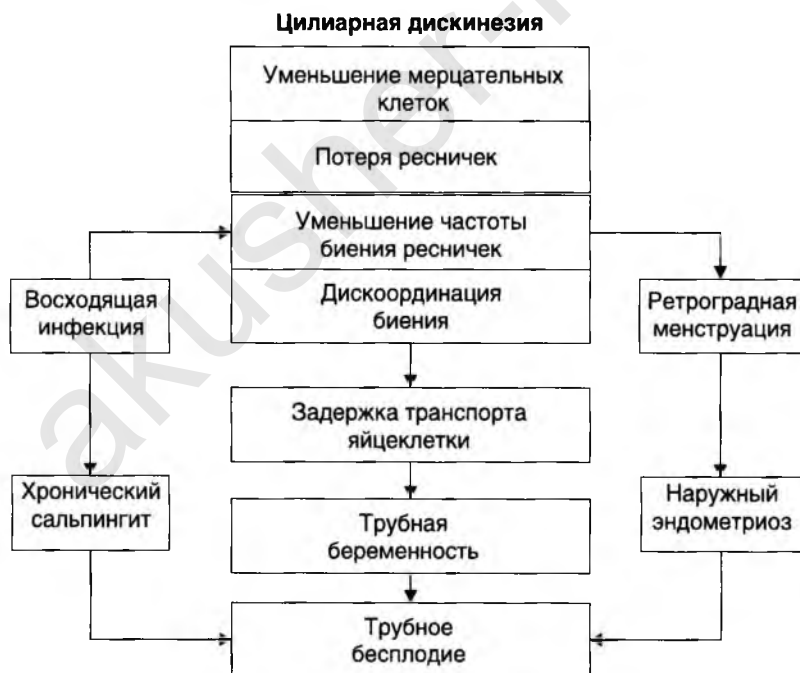 Цилиарная дискинезия
Уменьшение мерцательных
клеток
Потеря ресничек
Уменьшение частоты
биения ресничек
Дискоординация
биения
Восходящая
инфекция
Ретроградная
менструация
Задержка транспорта
яйцеклетки
Хронический
сальпингит
Трубная
беременность
Наружный
эндометриоз
Трубное
бесплодие
akusher-